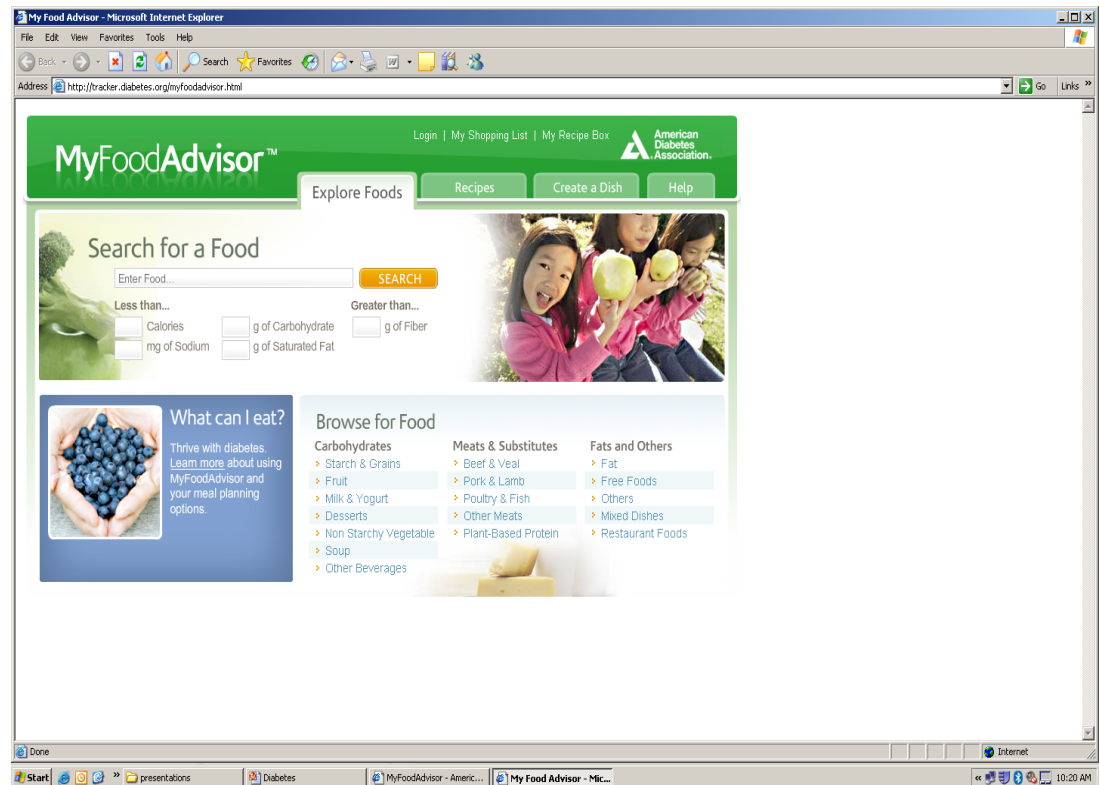 My Food Advisor - Microsoft Internet Explorer
File Edit View Favorites Tools Help
Back Search Favorites
Address http://tracker.diabetes.org/myfoodadvisor.html Go Links »
Login | My Shopping List | My Recipe Box
American
Diabetes
Association.
MyFoodAdvisor™
Explore Foods Recipes Create a Dish Help
Search for a Food
Enter Food... SEARCH
Less than... Greater than...
Calories g of Carbohydrate g of Fiber
mg of Sodium g of Saturated Fat
What can I eat?
Thrive with diabetes.
Learn more about using
MyFoodAdvisor and
your meal planning
options.
Browse for Food
Carbohydrates
Starch & Grains
Fruit
Milk & Yogurt
Desserts
Non Starchy Vegetable
Soup
Other Beverages
Meats & Substitutes
Beef & Veal
Pork & Lamb
Poultry & Fish
Other Meats
Plant-Based Protein
Fats and Others
Fat
Free Foods
Others
Mixed Dishes
Restaurant Foods
Done Internet
Start » presentations Diabetes MyFoodAdvisor - Americ... My Food Advisor - Mic... « 10:20 AM